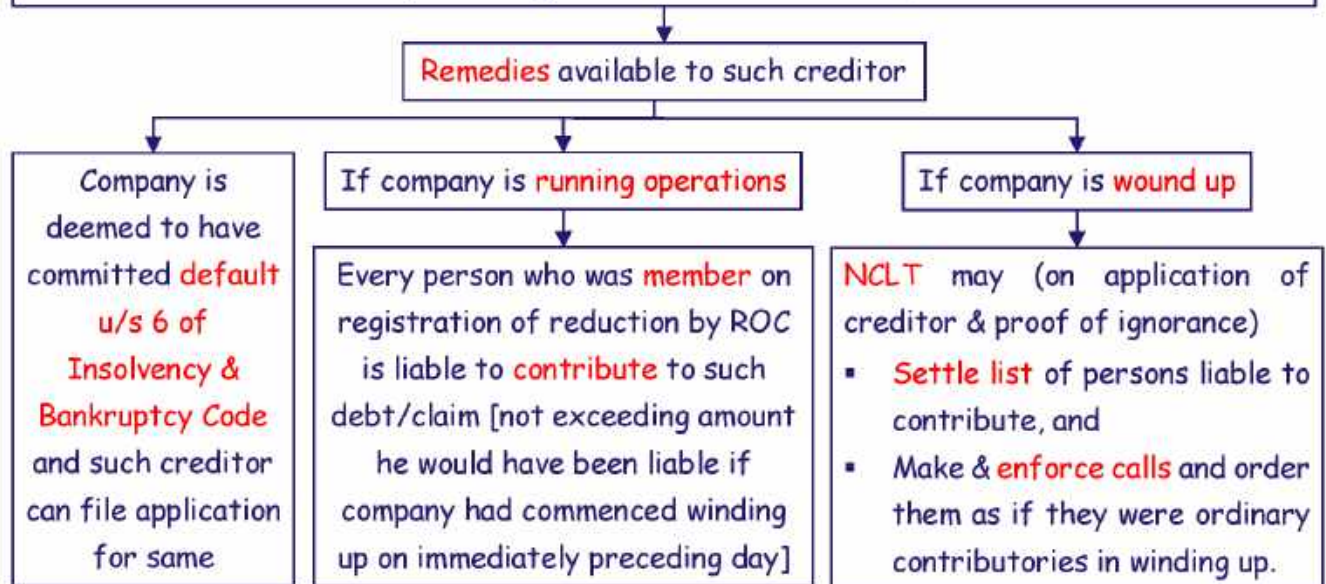 Remedies available to such creditor
Company is
deemed to have
committed default
u/s 6 of
Insolvency &
Bankruptcy Code
and such creditor
can file application
for same
If company is running operations
Every person who was member on
registration of reduction by ROC
is liable to contribute to such
debt/claim [not exceeding amount
he would have been liable if
company had commenced winding
up on immediately preceding day]
If company is wound up
NCLT may (on application of
creditor & proof of ignorance)
▪ Settle list of persons liable to
contribute, and
▪ Make & enforce calls and order
them as if they were ordinary
contributories in winding up.